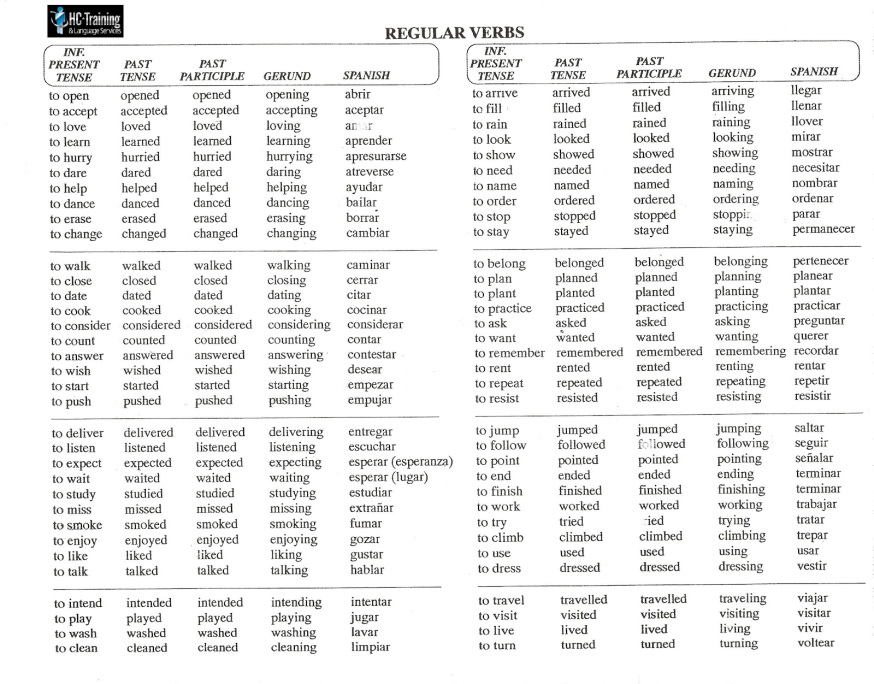 HC-Training
& Language Services
REGULAR VERBS
INF.
PRESENT PAST PAST
TENSE TENSE PARTICIPLE GERUND SPANISH
to open opened opened opening abrir
to accept accepted accepted accepting aceptar
to love loved loved loving
to learn learned learned learning aprender
to hurry hurried hurried hurrying apresurarse
to dare dared dared daring atreverse
to help helped helped helping ayudar
to dance danced danced dancing bailar
to erase erased erased erasing borrar
to change changed changed changing cambiar
to walk walked walked walking caminar
to close closed closed closing cerrar
to date dated dated dating citar
to cook cooked cooked cooking cocinar
to consider considered considered considering considerar
to count counted counted counting contar
to answer answered answered answering contestar
to wish wished wished wishing desear
to start started started starting empezar
to push pushed pushed pushing empujar
to deliver delivered delivered delivering entregar
to listen listened listened listening escuchar
to expect expected expected expecting esperar (esperanza)
to wait waited waited waiting esperar (lugar)
to study studied studied studying estudiar
to miss missed missed missing extrañar
to smoke smoked smoked smoking fumar
to enjoy enjoyed enjoyed enjoying gozar
to like liked liked liking gustar
to talk talked talked talking hablar
to intend intended intended intending intentar
to play played played playing jugar
to wash washed washed washing lavar
to clean cleaned cleaned cleaning limpiar
INF.
PRESENT PAST PAST
TENSE TENSE PARTICIPLE GERUND SPANISH
to arrive arrived arrived arriving llegar
to fill filled filled filling llenar
to rain rained rained raining llover
to look looked looked looking mirar
to show showed showed showing mostrar
to need needed needed needing necesitar
to name named named naming nombrar
to order ordered ordered ordering ordenar
to stop stopped stopped parar
to stay stayed stayed staying permanecer
to belong belonged belonged belonging pertenecer
to plan planned planned planning planear
to plant planted planted planting plantar
to practice practiced practiced practicing practicar
to ask asked asked asking preguntar
to want wanted wanted wanting querer
to remember remembered remembered remembering recordar
to rent rented rented renting rentar
to repeat repeated repeated repeating repetir
to resist resisted resisted resisting resistir
to jump jumped jumped jumping saltar
to follow followed followed following seguir
to point pointed pointed pointing señalar
to end ended ended ending terminar
to finish finished finished finishing terminar
to work worked worked working trabajar
to try tried trying tratar
to climb climbed climbed climbing trepar
to use used used using usar
to dress dressed dressed dressing vestir
to travel travelled travelled traveling viajar
to visit visited visited visiting visitar
to live lived lived living vivir
to turn turned turned turning voltear